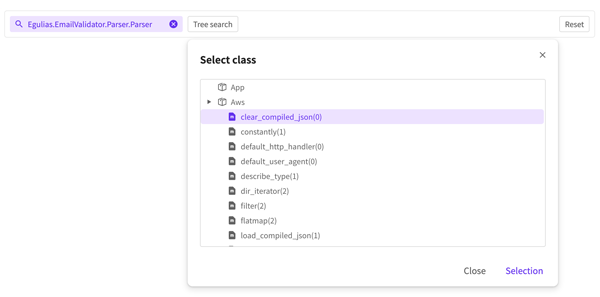 Egulias.EmailValidator.Parser.Parser Tree search Reset
Select class
App
Aws
clear_compiled_json(0)
constantly(1)
default_http_handler(0)
default_user_agent(0)
describe_type(1)
dir_iterator(2)
filter(2)
flatmap(2)
load_compiled_json(1)
Close Selection